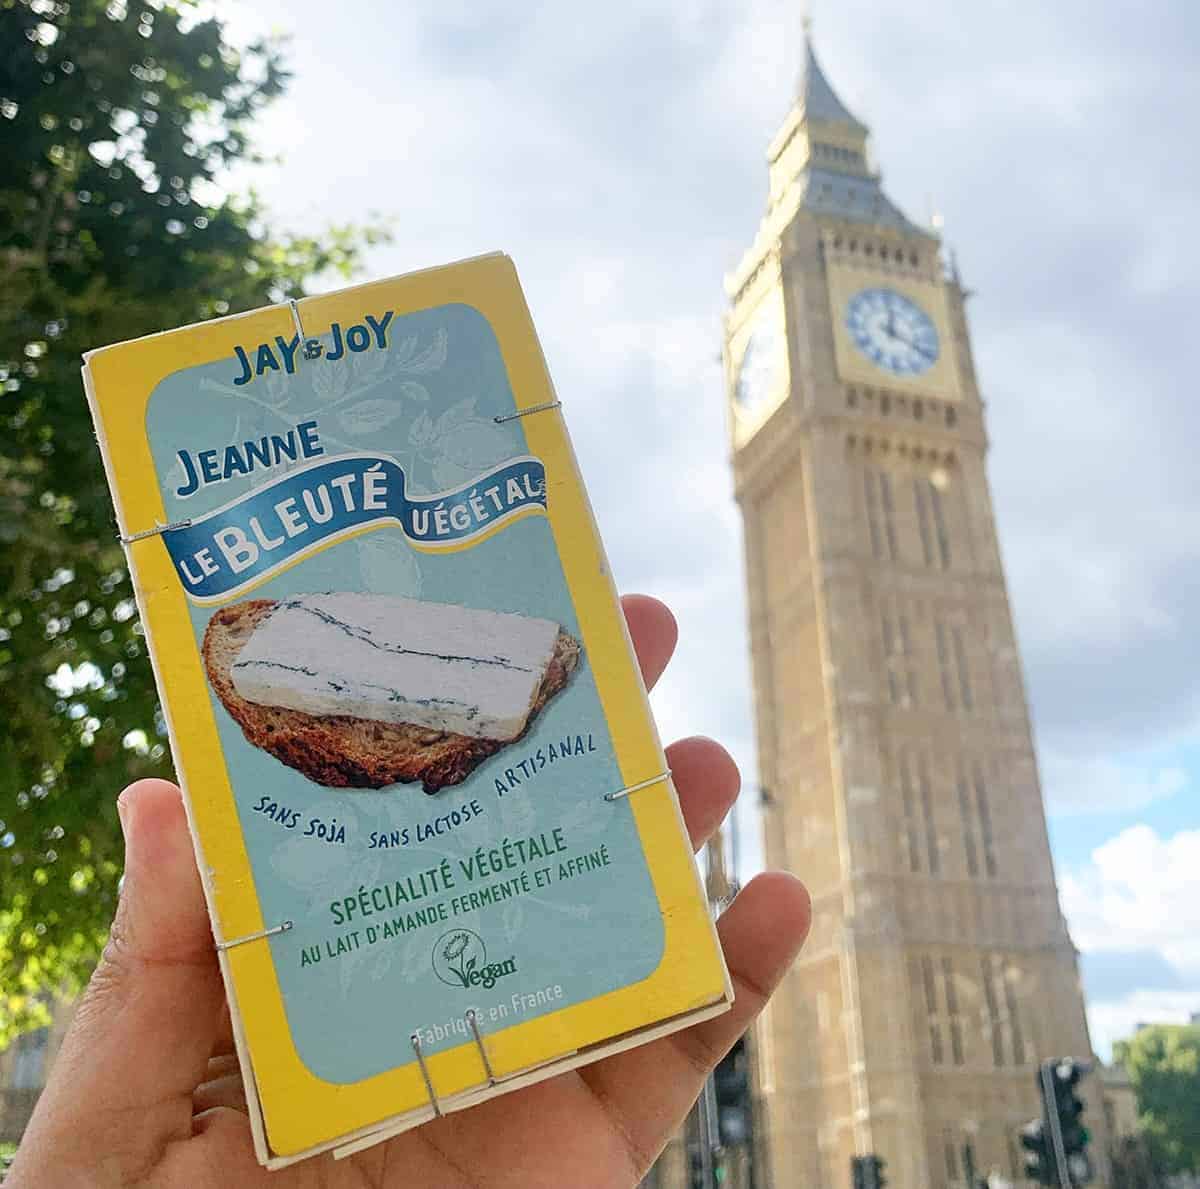 JAY & JOY
JEANNE
LE BLEUTÉ VÉGÉTAL
SANS SOJA SANS LACTOSE ARTISANAL
SPÉCIALITÉ VÉGÉTALE
AU LAIT D'AMANDE FERMENTÉ ET AFFINÉ
Vegan
Fabriqué en France